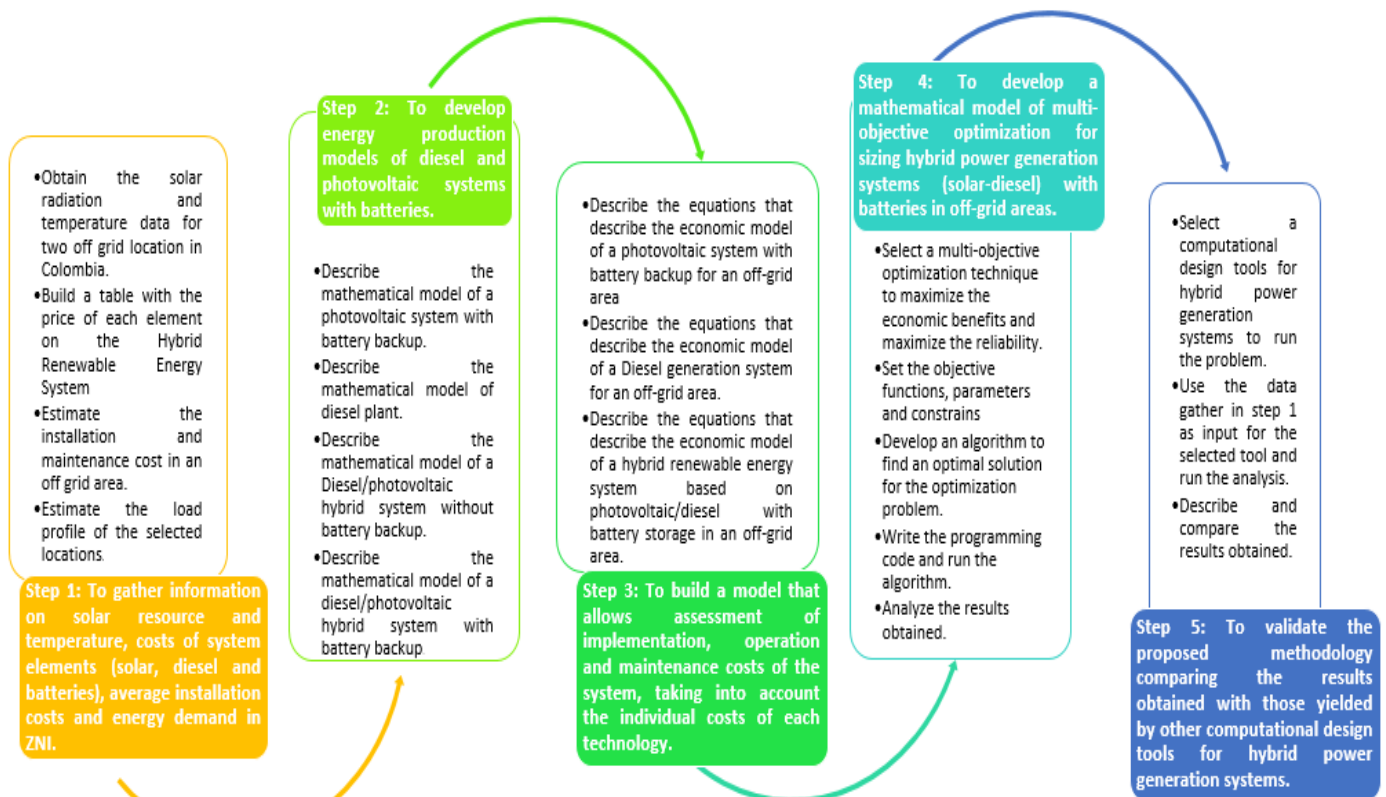 •Obtain the solar
radiation and
temperature data for
two off grid location in
Colombia.
•Build a table with the
price of each element
on the Hybrid
Renewable Energy
System
•Estimate the
installation and
maintenance cost in an
off grid area.
•Estimate the load
profile of the selected
locations.
Step 1: To gather information
on solar resource and
temperature, costs of system
elements (solar, diesel and
batteries), average installation
costs and energy demand in
ZNI.
Step 2: To develop
energy production
models of diesel and
photovoltaic systems
with batteries.
•Describe the
mathematical model of a
photovoltaic system with
battery backup.
•Describe the
mathematical model of
diesel plant.
•Describe the
mathematical model of a
Diesel/photovoltaic
hybrid system without
battery backup.
•Describe the
mathematical model of a
diesel/photovoltaic
hybrid system with
battery backup.
•Describe the equations that
describe the economic model
of a photovoltaic system with
battery backup for an off-grid
area
•Describe the equations that
describe the economic model
of a Diesel generation system
for an off-grid area.
•Describe the equations that
describe the economic model
of a hybrid renewable energy
system based on
photovoltaic/diesel with
battery storage in an off-grid
area.
Step 3: To build a model that
allows assessment of
implementation, operation
and maintenance costs of the
system, taking into account
the individual costs of each
technology.
Step 4: To develop a
mathematical model of multi-
objective optimization for
sizing hybrid power generation
systems (solar-diesel) with
batteries in off-grid areas.
•Select a multi-objective
optimization technique
to maximize the
economic benefits and
maximize the reliability.
•Set the objective
functions, parameters
and constrains
•Develop an algorithm to
find an optimal solution
for the optimization
problem.
•Write the programming
code and run the
algorithm.
•Analyze the results
obtained.
•Select a
computational
design tools for
hybrid power
generation
systems to run
the problem.
•Use the data
gather in step 1
as input for the
selected tool and
run the analysis.
•Describe and
compare the
results obtained.
Step 5: To validate the
proposed methodology
comparing the results
obtained with those yielded
by other computational design
tools for hybrid power
generation systems.